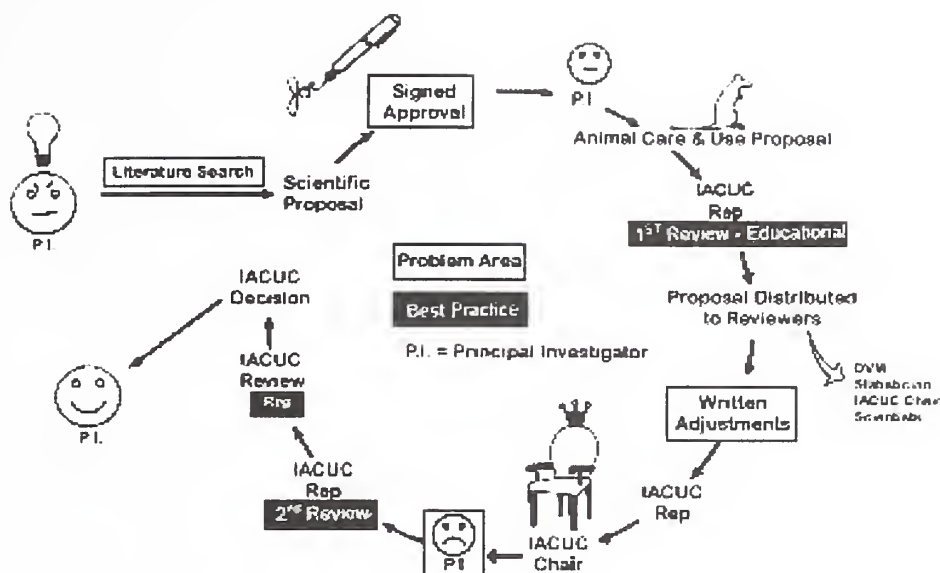 P.I.
Literature Search
Scientific
Proposal
Signed
Approval
P.I.
Animal Care & Use Proposal
IACUC
Rep
1ST Review - Educational
Proposal Distributed
to Reviewers
DVM
Statistician
IACUC Chair
Scientists
Written
Adjustments
IACUC
Rep
IACUC
Chair
P.I.
IACUC
Rep
2nd Review
IACUC
Review
Rep
IACUC
Decision
P.I.
Problem Area
Best Practice
P.I. = Principal Investigator